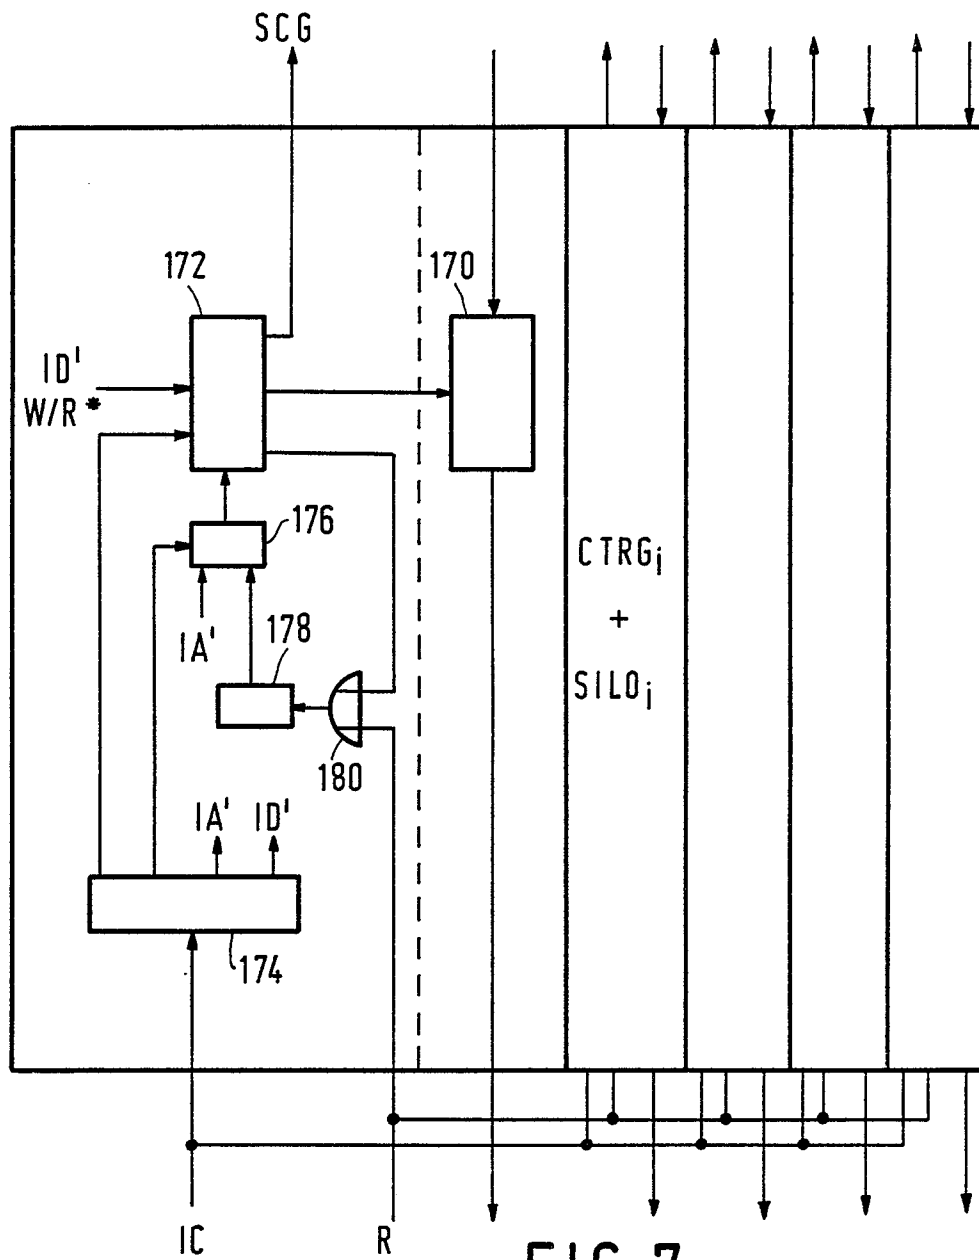 SCG
172
170
ID'
W/R*
176
IA'
178
180
CTRGi
+
SILOi
IA' ID'
174
IC
R
FIG. 7